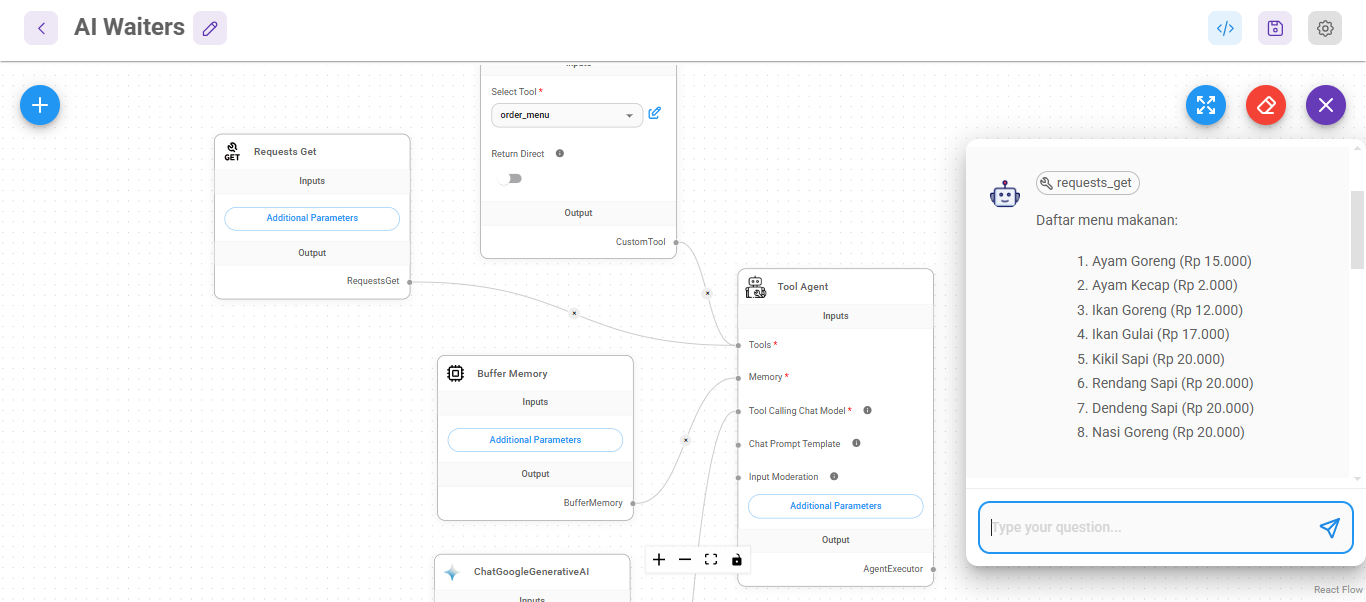 AI Waiters
Inputs
Select Tool *
order_menu
Return Direct
Output
CustomTool
GET
Requests Get
Inputs
Additional Parameters
Output
RequestsGet
Buffer Memory
Inputs
Additional Parameters
Output
BufferMemory
ChatGoogleGenerativeAI
Inputs
Tool Agent
Inputs
Tools *
Memory *
Tool Calling Chat Model *
Chat Prompt Template
Input Moderation
Additional Parameters
Output
AgentExecutor
requests_get
Daftar menu makanan:
1. Ayam Goreng (Rp 15.000)
2. Ayam Kecap (Rp 2.000)
3. Ikan Goreng (Rp 12.000)
4. Ikan Gulai (Rp 17.000)
5. Kikil Sapi (Rp 20.000)
6. Rendang Sapi (Rp 20.000)
7. Dendeng Sapi (Rp 20.000)
8. Nasi Goreng (Rp 20.000)
Type your question...
React Flow